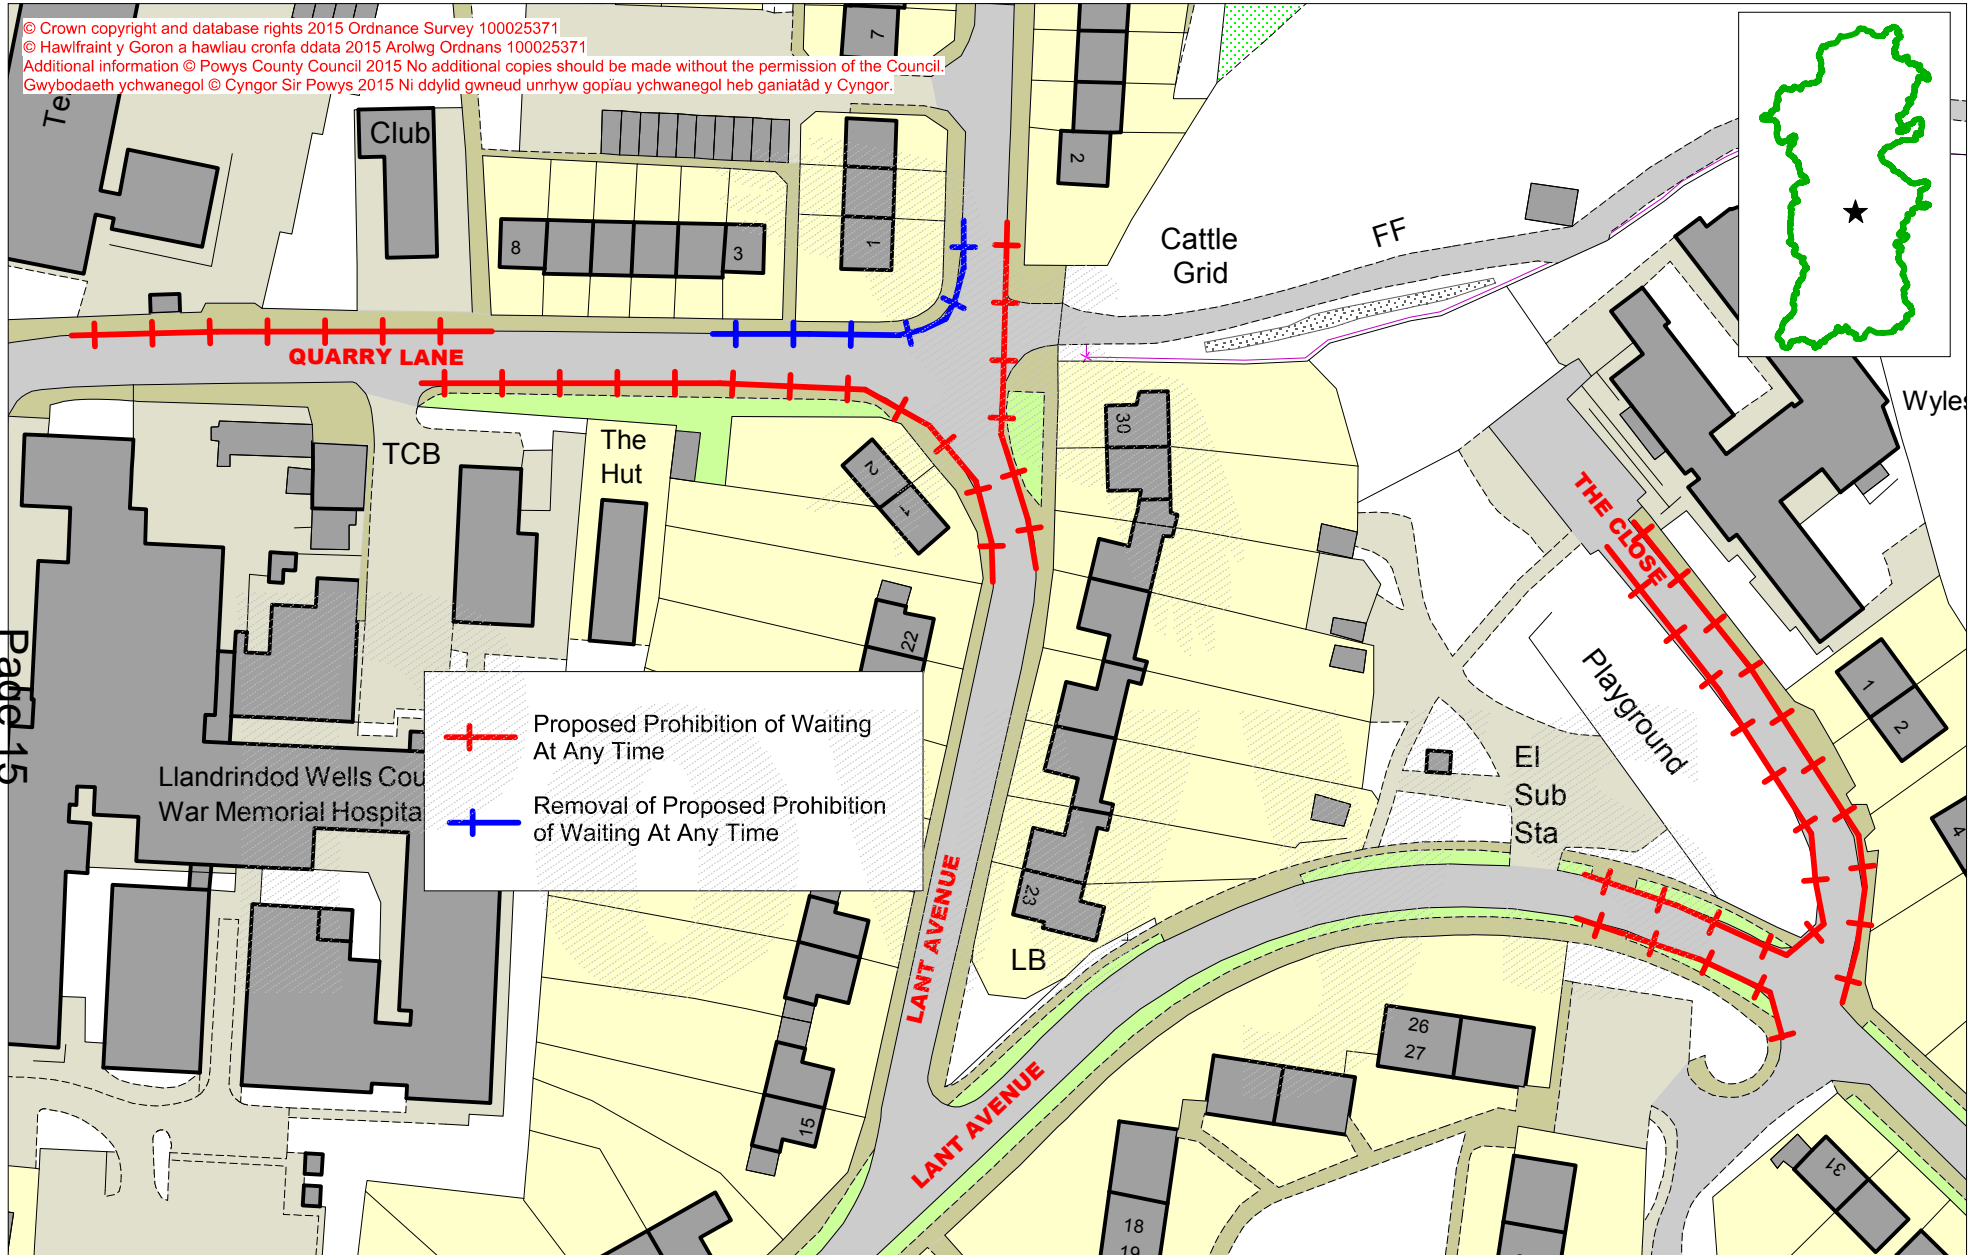 © Crown copyright and database rights 2015 Ordnance Survey 100025371
© Hawlfraint y Goron a hawliau cronfa ddata 2015 Arolwg Ordnans 100025371
Additional information © Powys County Council 2015 No additional copies should be made without the permission of the Council.
Gwybodaeth ychwanegol © Cyngor Sir Powys 2015 Ni ddylid gwneud unrhyw gopïau ychwanegol heb ganiatâd y Cyngor.
7
Te
Club
2
1
8
3
Cattle
Grid
FF
QUARRY LANE
TCB
The
Hut
2
1
30
Wyles
THE CLOSE
22
Playground
1
2
4
Page 15
Llandrindod Wells Cou
War Memorial Hospita
Proposed Prohibition of Waiting
At Any Time
Removal of Proposed Prohibition
of Waiting At Any Time
El
Sub
Sta
23
LB
LANT AVENUE
LANT AVENUE
26
27
15
18
19
31